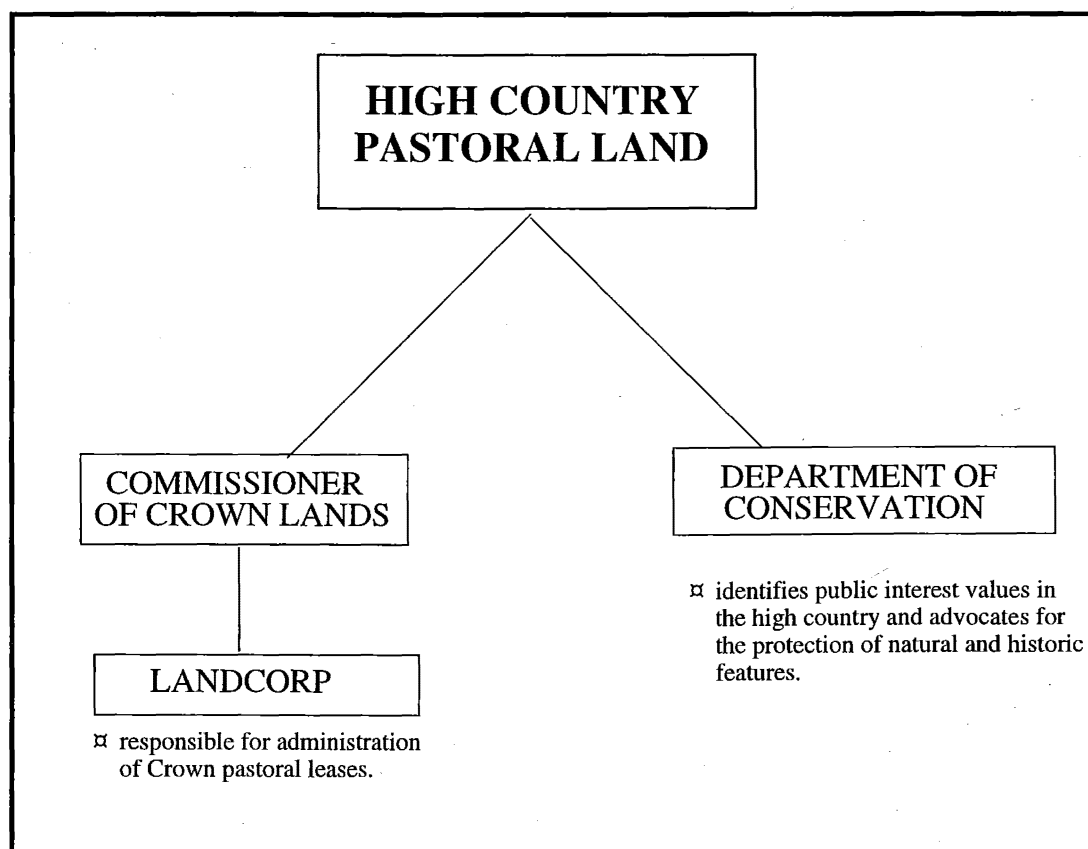 HIGH COUNTRY
PASTORAL LAND
COMMISSIONER
OF CROWN LANDS
LANDCORP
¤ responsible for administration
of Crown pastoral leases.
DEPARTMENT OF
CONSERVATION
¤ identifies public interest values in
the high country and advocates for
the protection of natural and historic
features.